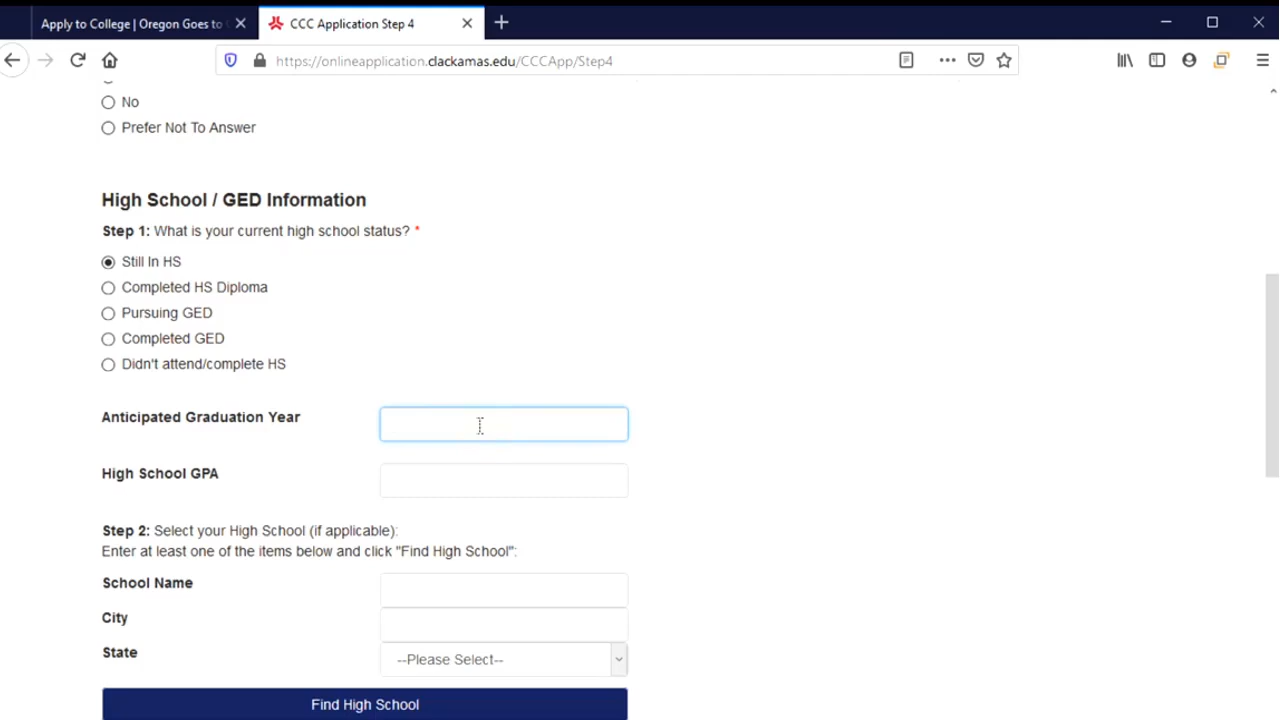 Apply to College | Oregon Goes to
CCC Application Step 4
https://onlineapplication.clackamas.edu/CCCApp/Step4
No
Prefer Not To Answer
High School / GED Information
Step 1: What is your current high school status? *
Still In HS
Completed HS Diploma
Pursuing GED
Completed GED
Didn't attend/complete HS
Anticipated Graduation Year
High School GPA
Step 2: Select your High School (if applicable):
Enter at least one of the items below and click "Find High School":
School Name
City
State
--Please Select--
Find High School